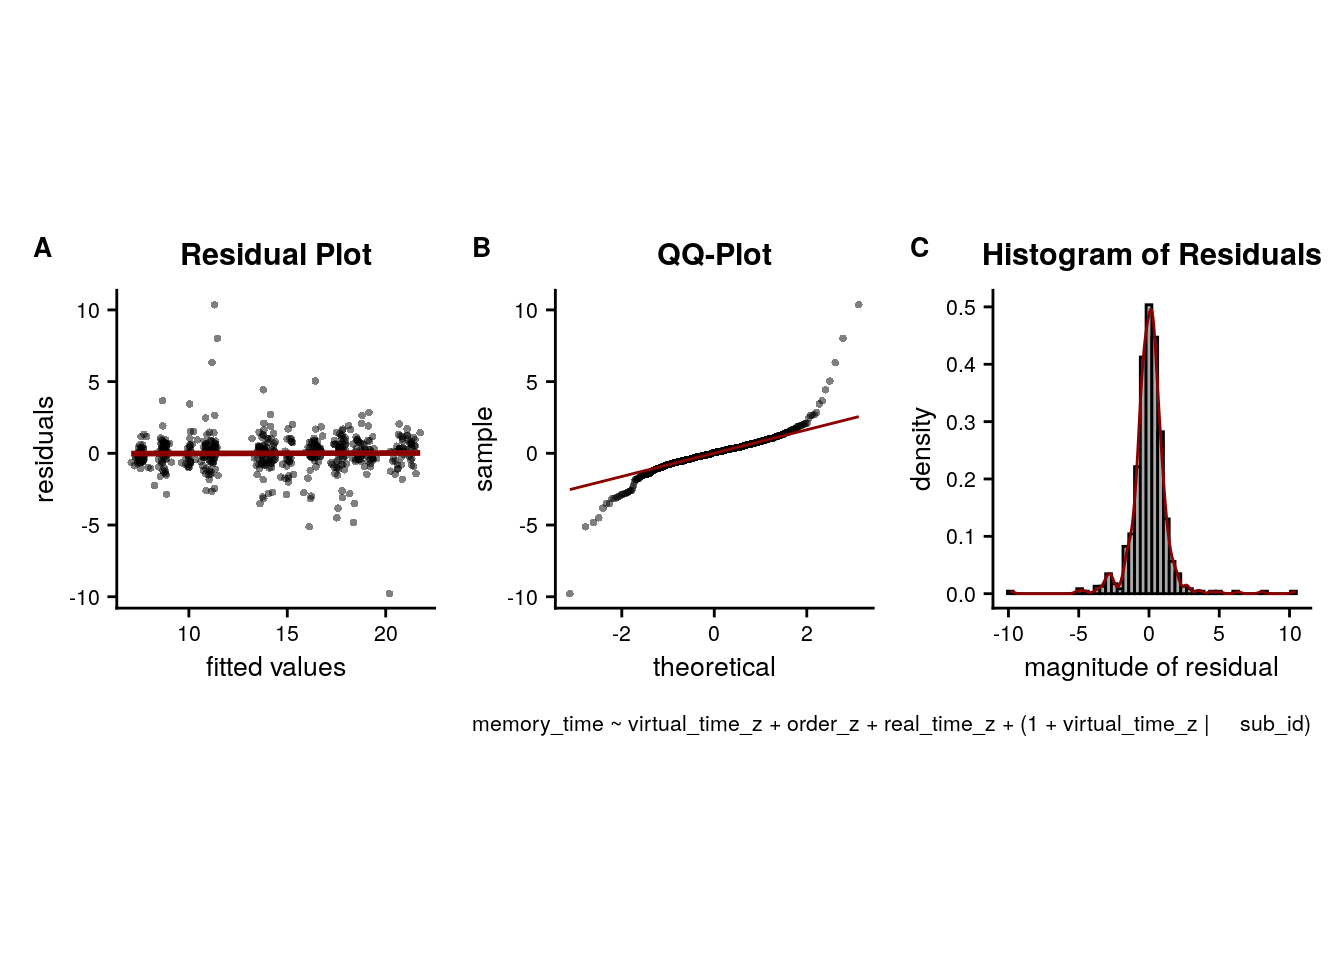 A
Residual Plot
10
5
0
-5
-10
residuals
10 15 20
fitted values
B
QQ-Plot
10
5
0
-5
-10
sample
-2 0 2
theoretical
C
Histogram of Residuals
0.5
0.4
0.3
0.2
0.1
0.0
density
-10 -5 0 5 10
magnitude of residual
memory_time ~ virtual_time_z + order_z + real_time_z + (1 + virtual_time_z | sub_id)